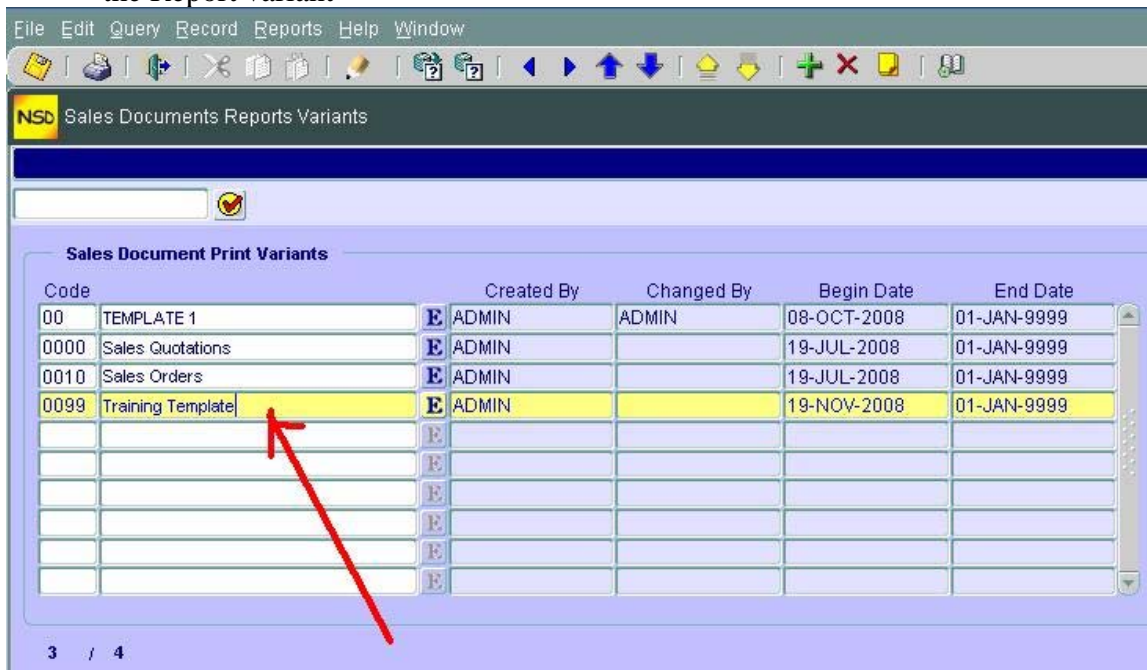 the Report variant
File Edit Query Record Reports Help Window
NSD Sales Documents Reports Variants
Sales Document Print Variants
Code Created By Changed By Begin Date End Date
00 TEMPLATE 1 E ADMIN ADMIN 08-OCT-2008 01-JAN-9999
0000 Sales Quotations E ADMIN 19-JUL-2008 01-JAN-9999
0010 Sales Orders E ADMIN 19-JUL-2008 01-JAN-9999
0099 Training Template E ADMIN 19-NOV-2008 01-JAN-9999
E
E
E
E
E
E
3 / 4